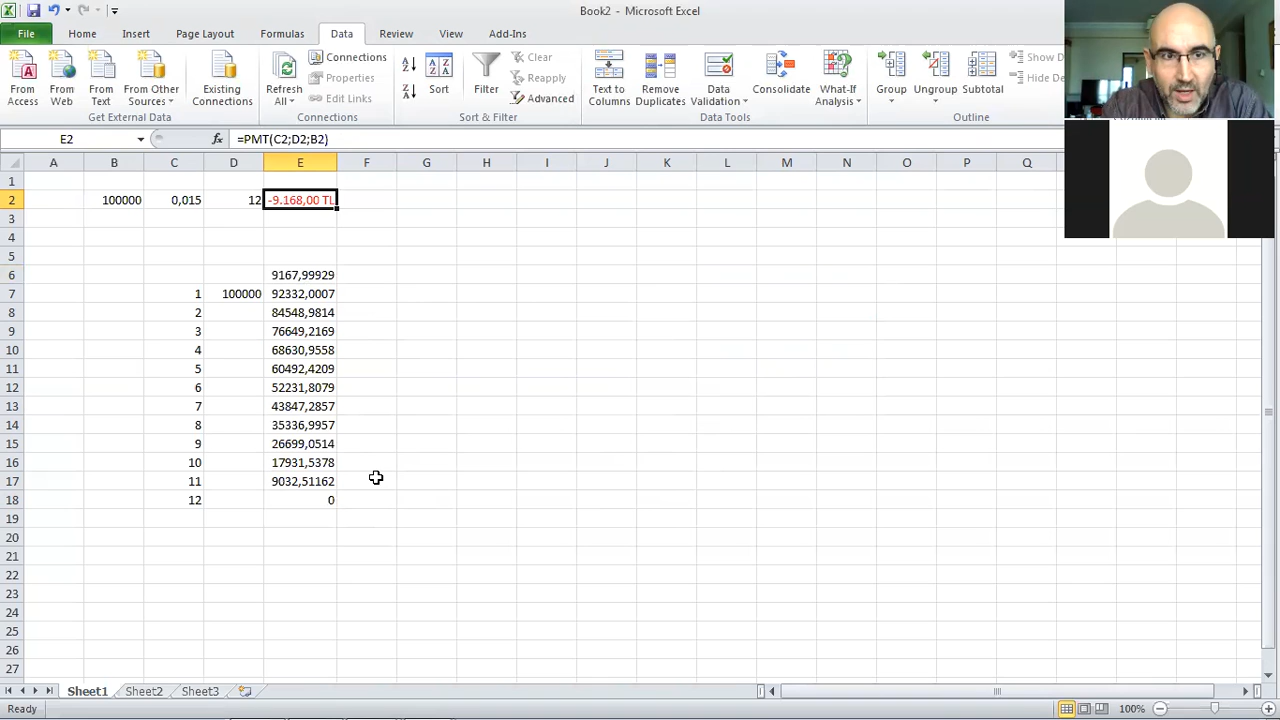 Book2 - Microsoft Excel
File Home Insert Page Layout Formulas Data Review View Add-Ins
From Access
From Web
From Text
From Other Sources
Existing Connections
Get External Data
Refresh All
Connections
Properties
Edit Links
Connections
Sort
Filter
Clear
Reapply
Advanced
Sort & Filter
Text to Columns
Remove Duplicates
Data Validation
Consolidate
What-If Analysis
Data Tools
Group
Ungroup
Subtotal
Show D
Hide De
Outline
E2 fx =PMT(C2;D2;B2)
A B C D E F G H I J K L M N O P Q
1
2 100000 0,015 12 -9.168,00 TL
3
4
5
6 9167,99929
7 1 100000 92332,0007
8 2 84548,9814
9 3 76649,2169
10 4 68630,9558
11 5 60492,4209
12 6 52231,8079
13 7 43847,2857
14 8 35336,9957
15 9 26699,0514
16 10 17931,5378
17 11 9032,51162
18 12 0
19
20
21
22
23
24
25
26
27
Sheet1 Sheet2 Sheet3
Ready 100%